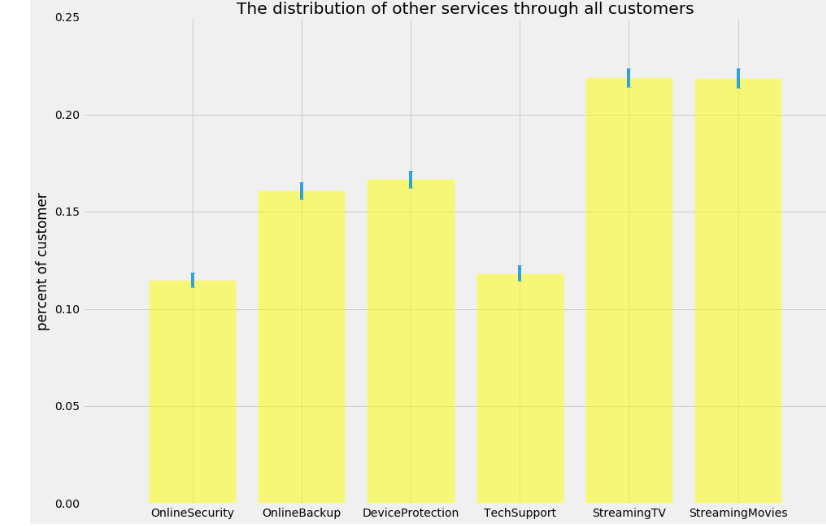 The distribution of other services through all customers
0.25
0.20
0.15
0.10
0.05
0.00
percent of customer
OnlineSecurity OnlineBackup DeviceProtection TechSupport StreamingTV StreamingMovies